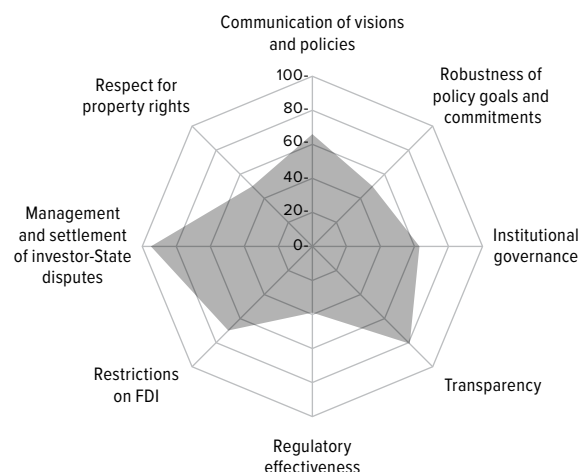 Communication of visions
and policies
Robustness of
policy goals and
commitments
Respect for
property rights
100-
80-
60-
40-
20-
0-
Management
and settlement
of investor-State
disputes
Institutional
governance
Restrictions
on FDI
Transparency
Regulatory
effectiveness